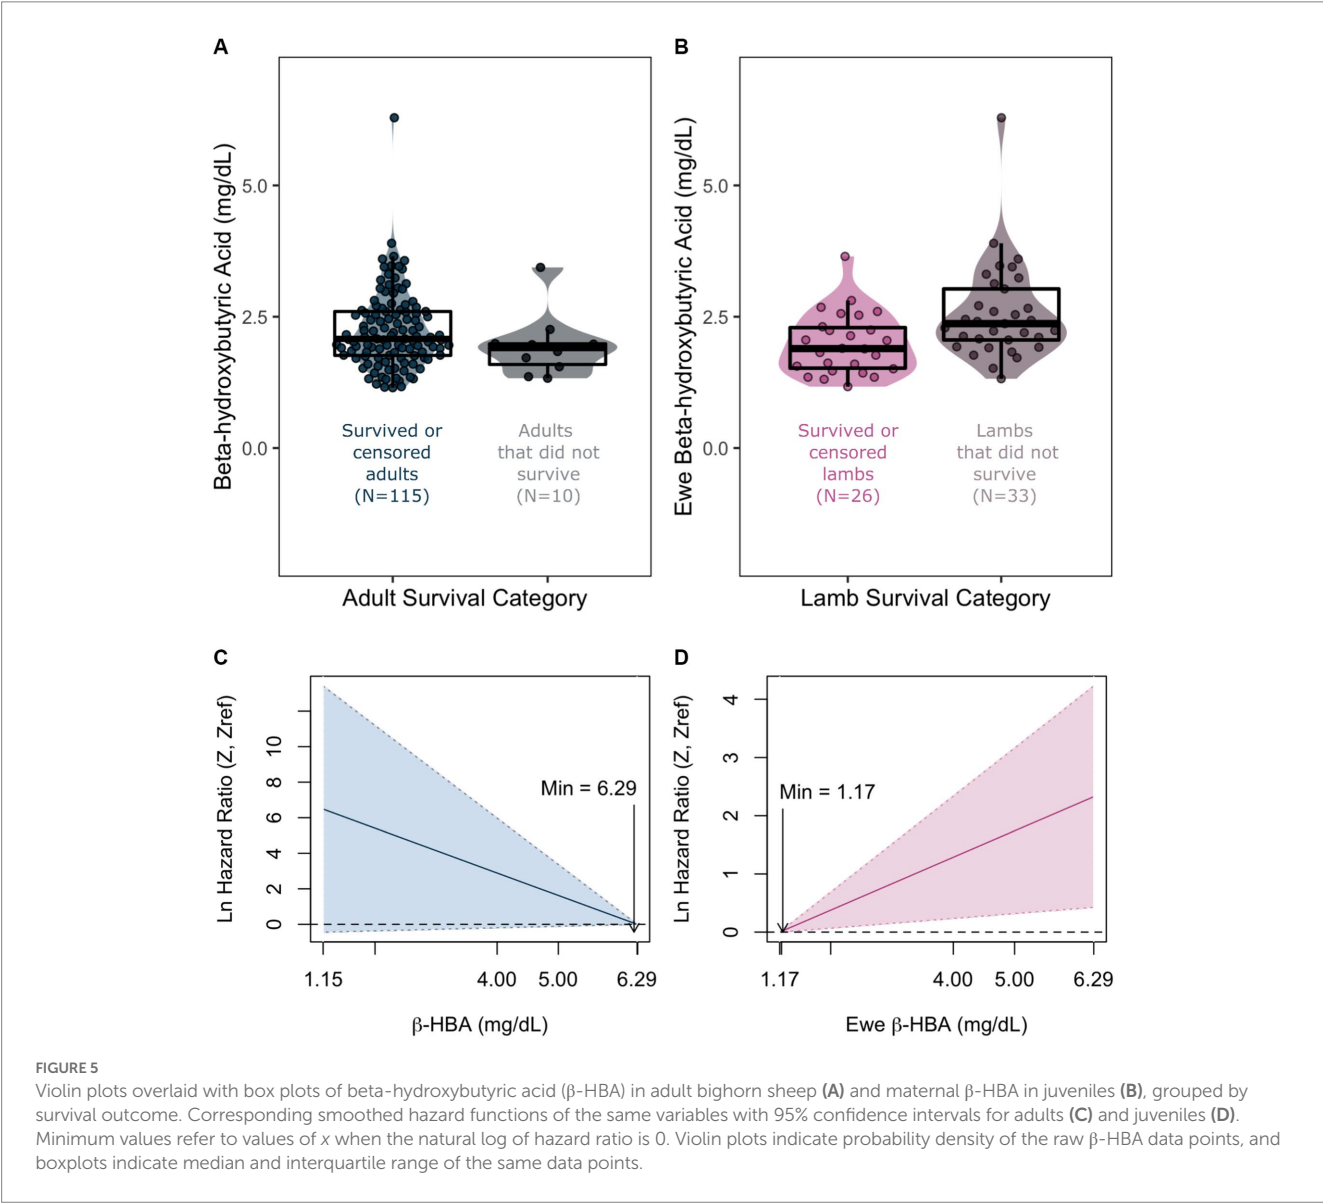 A
Beta-hydroxybutyric Acid (mg/dL)
5.0
2.5
0.0
Survived or
censored
adults
(N=115)
Adults
that did not
survive
(N=10)
Adult Survival Category
B
Ewe Beta-hydroxybutyric Acid (mg/dL)
5.0
2.5
0.0
Survived or
censored
lambs
(N=26)
Lambs
that did not
survive
(N=33)
Lamb Survival Category
C
Ln Hazard Ratio (Z, Zref)
10
8
6
4
2
0
Min = 6.29
1.15 4.00 5.00 6.29
β-HBA (mg/dL)
D
Ln Hazard Ratio (Z, Zref)
4
3
2
1
0
Min = 1.17
1.17 4.00 5.00 6.29
Ewe β-HBA (mg/dL)
FIGURE 5
Violin plots overlaid with box plots of beta-hydroxybutyric acid (β-HBA) in adult bighorn sheep (A) and maternal β-HBA in juveniles (B), grouped by
survival outcome. Corresponding smoothed hazard functions of the same variables with 95% confidence intervals for adults (C) and juveniles (D).
Minimum values refer to values of x when the natural log of hazard ratio is 0. Violin plots indicate probability density of the raw β-HBA data points, and
boxplots indicate median and interquartile range of the same data points.